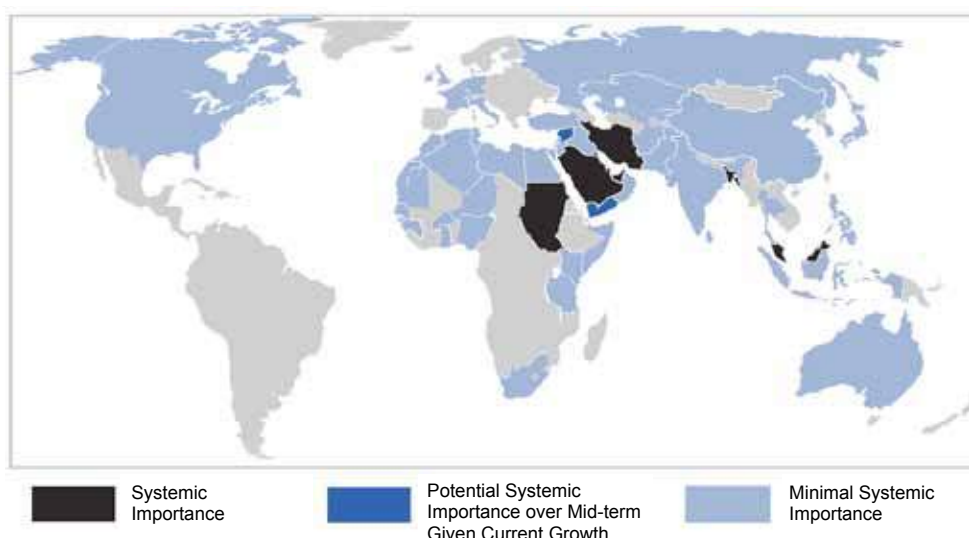 Systemic
Importance
Potential Systemic
Importance over Mid-term
Given Current Growth
Minimal Systemic
Importance